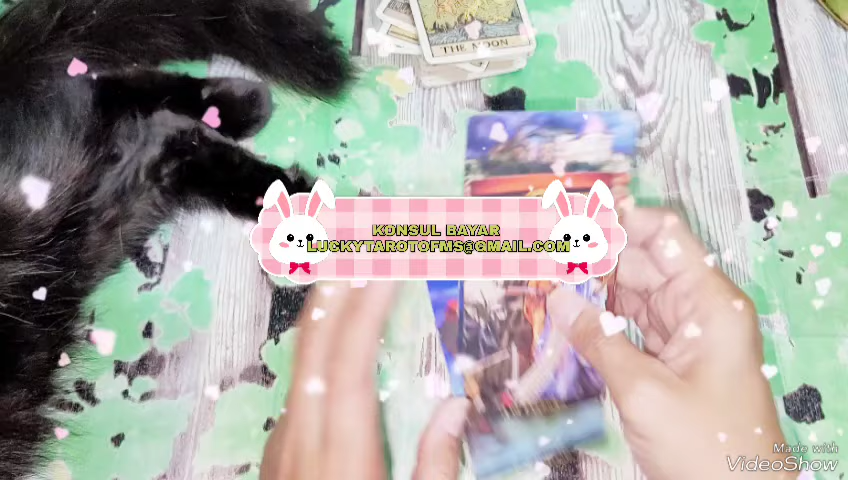 THE MOON
KONSUL BAYAR
LUCKYTAROTOFMS@GMAIL.COM
Made with
VideoShow